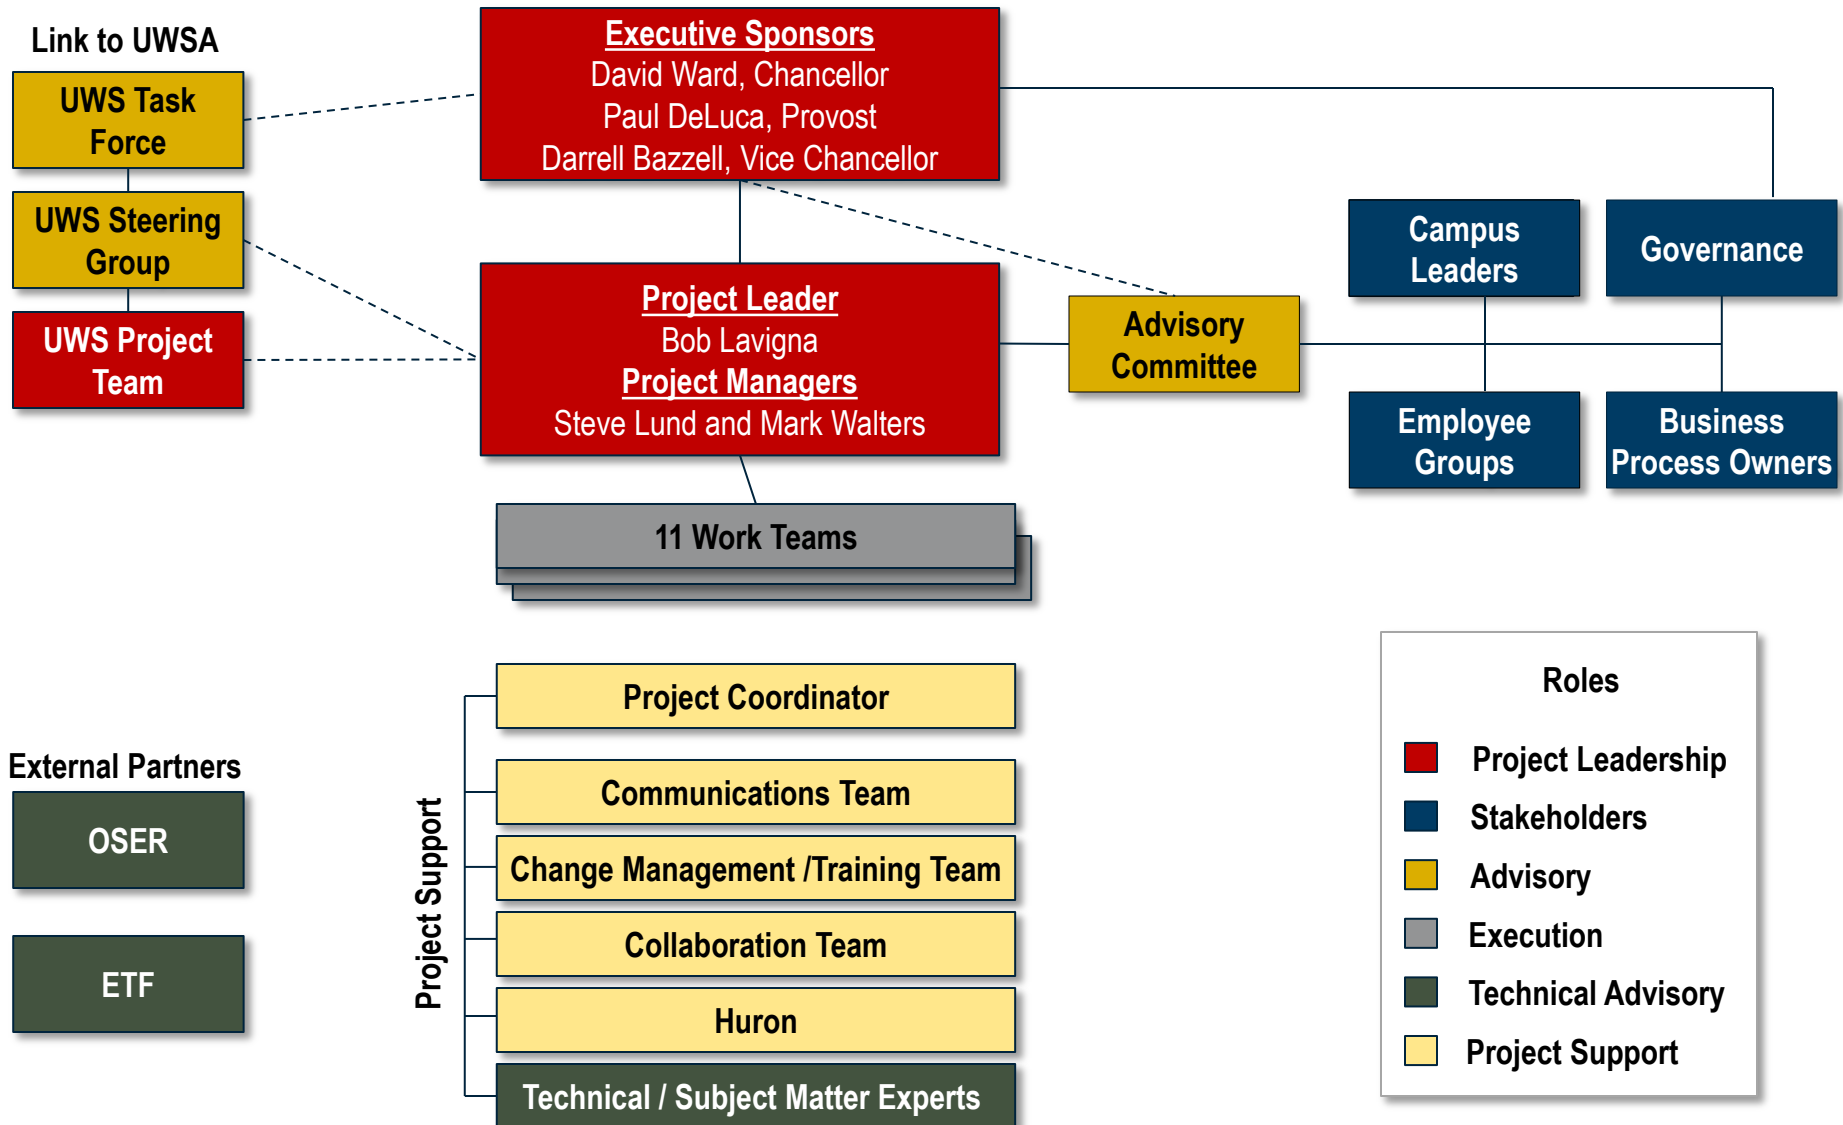 Link to UWSA
UWS Task
Force
UWS Steering
Group
UWS Project
Team
Executive Sponsors
David Ward, Chancellor
Paul DeLuca, Provost
Darrell Bazzell, Vice Chancellor
Project Leader
Bob Lavigna
Project Managers
Steve Lund and Mark Walters
Advisory
Committee
Campus
Leaders
Governance
Employee
Groups
Business
Process Owners
11 Work Teams
Project Support
Project Coordinator
Communications Team
Change Management /Training Team
Collaboration Team
Huron
Technical / Subject Matter Experts
External Partners
OSER
ETF
Roles
Project Leadership
Stakeholders
Advisory
Execution
Technical Advisory
Project Support